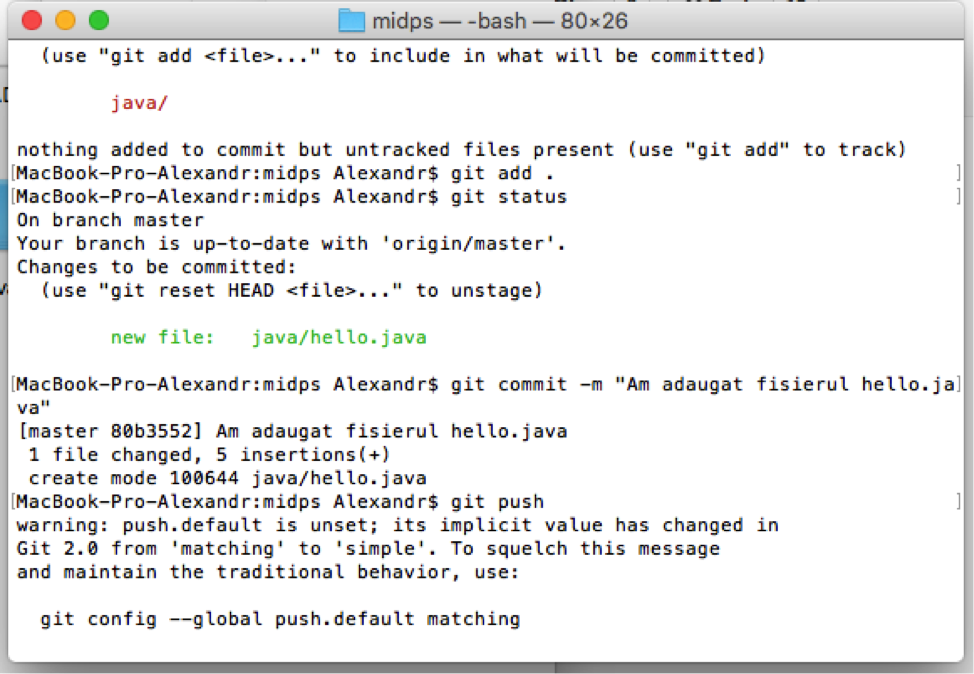 midps — -bash — 80×26
(use "git add <file>..." to include in what will be committed)
java/
nothing added to commit but untracked files present (use "git add" to track)
[MacBook-Pro-Alexandr:midps Alexandr$ git add . ]
[MacBook-Pro-Alexandr:midps Alexandr$ git status ]
On branch master
Your branch is up-to-date with 'origin/master'.
Changes to be committed:
(use "git reset HEAD <file>..." to unstage)
new file: java/hello.java
[MacBook-Pro-Alexandr:midps Alexandr$ git commit -m "Am adaugat fisierul hello.ja]
va"
[master 80b3552] Am adaugat fisierul hello.java
1 file changed, 5 insertions(+)
create mode 100644 java/hello.java
[MacBook-Pro-Alexandr:midps Alexandr$ git push ]
warning: push.default is unset; its implicit value has changed in
Git 2.0 from 'matching' to 'simple'. To squelch this message
and maintain the traditional behavior, use:
git config --global push.default matching